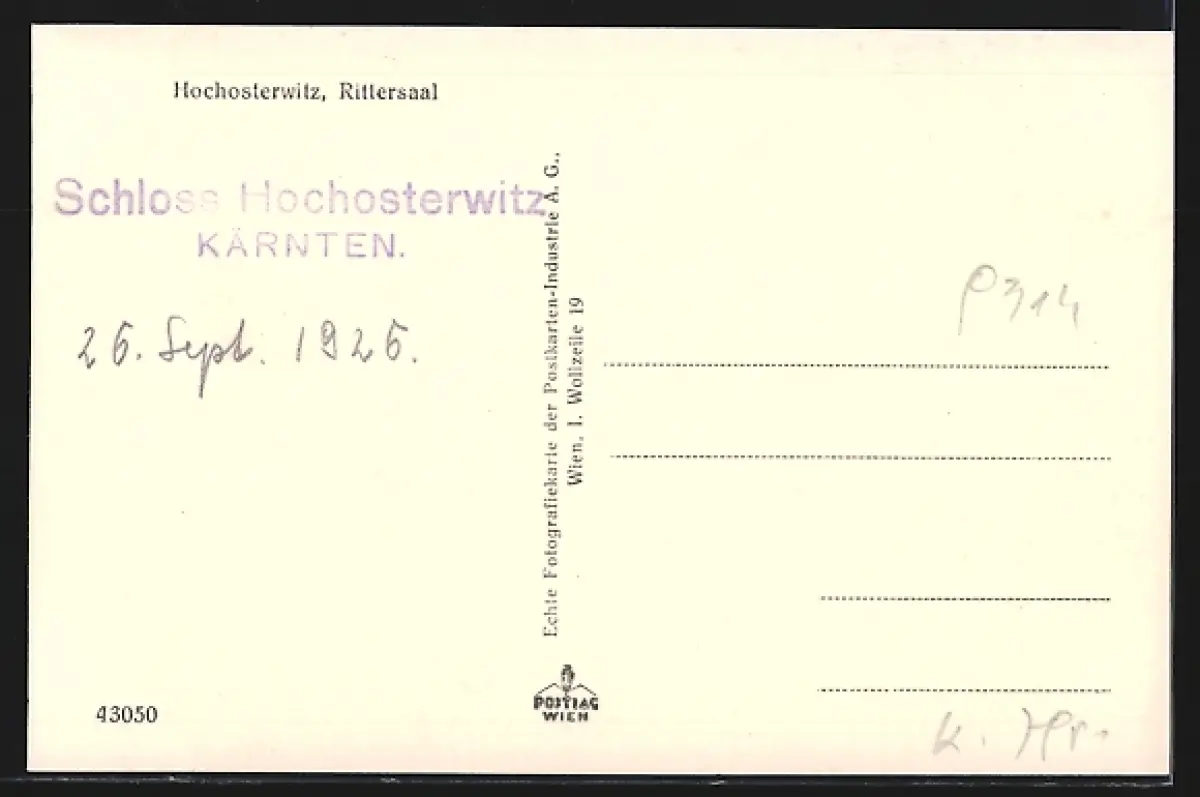 Hochosterwitz, Rittersaal
Schloss Hochosterwitz
KÄRNTEN.
26. Sept. 1926.
43050
Echte Fotografiekarte der Postkarten-Industrie A. G.,
Wien, I. Wollzeile 19
POSTIAG
WIEN
P314
K.